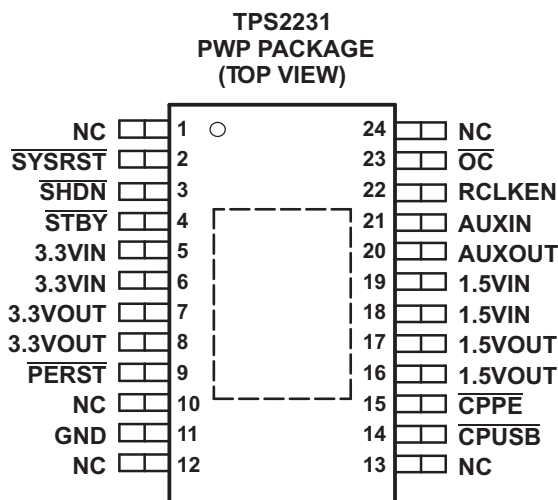 TPS2231
PWP PACKAGE
(TOP VIEW)
NC 1 24 NC
SYSRST 2 23 OC
SHDN 3 22 RCLKEN
STBY 4 21 AUXIN
3.3VIN 5 20 AUXOUT
3.3VIN 6 19 1.5VIN
3.3VOUT 7 18 1.5VIN
3.3VOUT 8 17 1.5VOUT
PERST 9 16 1.5VOUT
NC 10 15 CPPE
GND 11 14 CPUSB
NC 12 13 NC